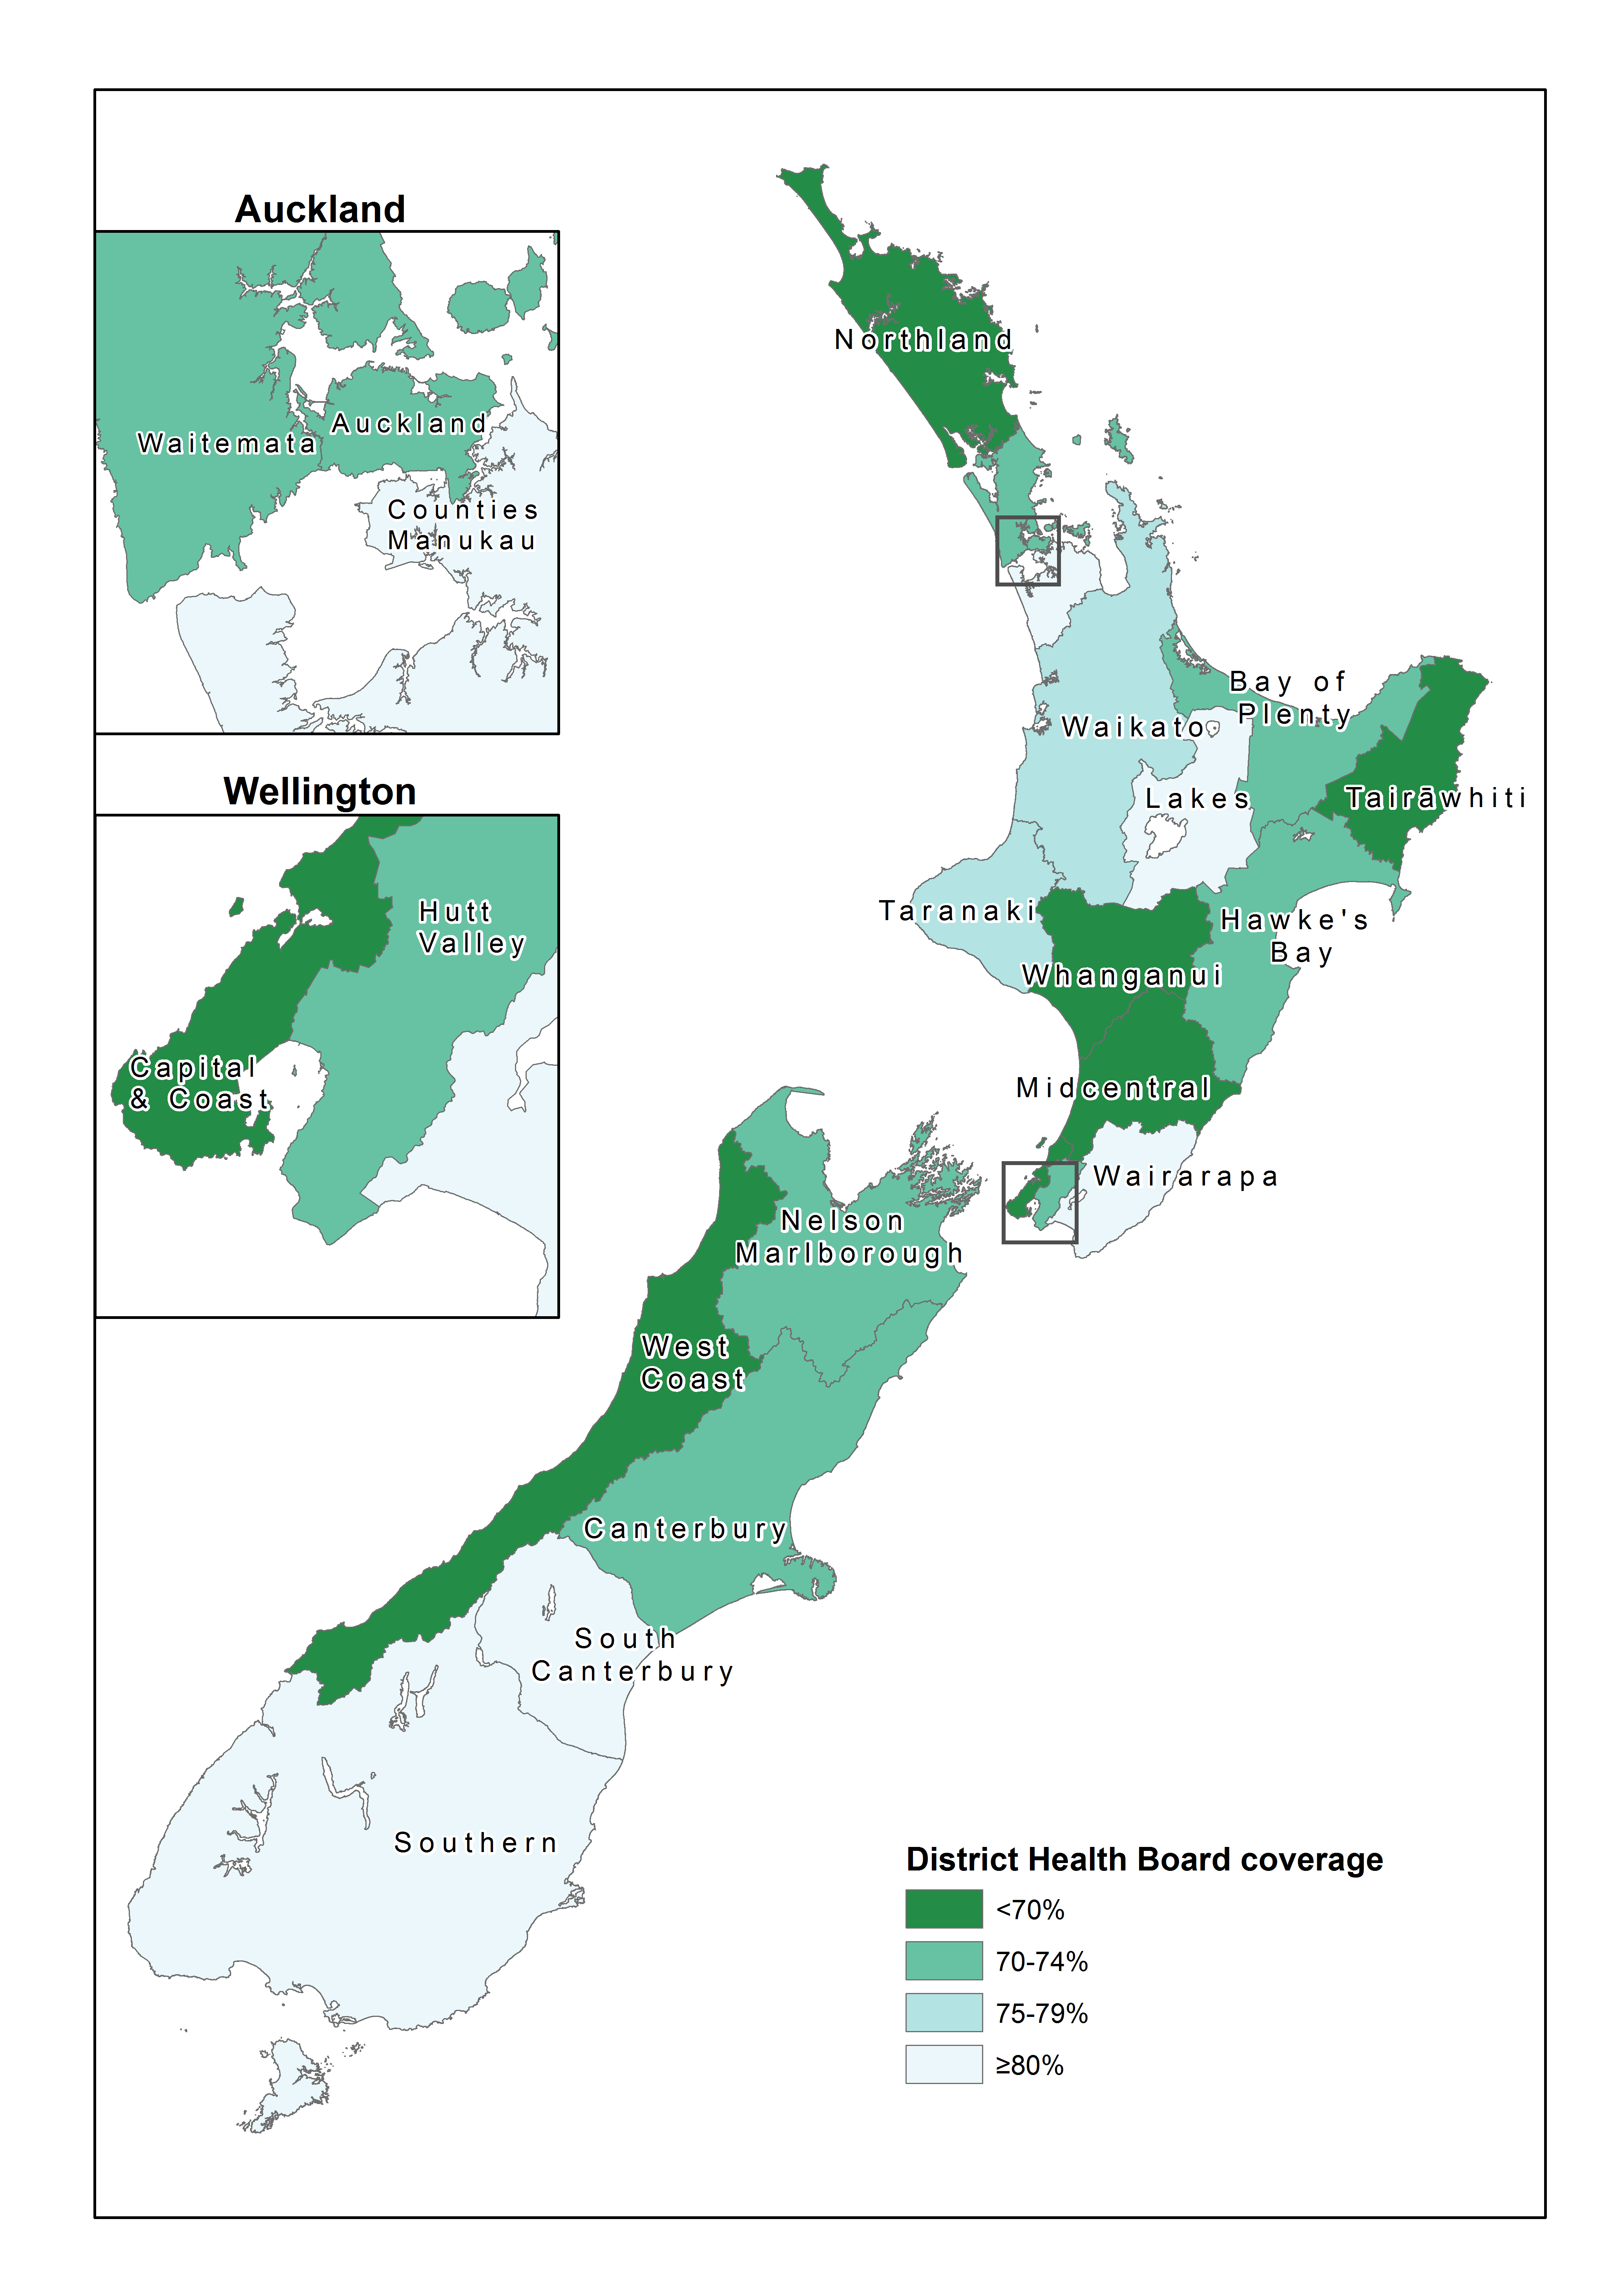 Auckland
Waitemata
Auckland
Counties
Manukau
Wellington
Hutt
Valley
Capital
& Coast
Northland
Bay of
Plenty
Waikato
Lakes
Tairāwhiti
Taranaki
Hawke's
Bay
Whanganui
Midcentral
Wairarapa
Nelson
Marlborough
West
Coast
Canterbury
South
Canterbury
Southern
District Health Board coverage
<70%
70-74%
75-79%
≥80%